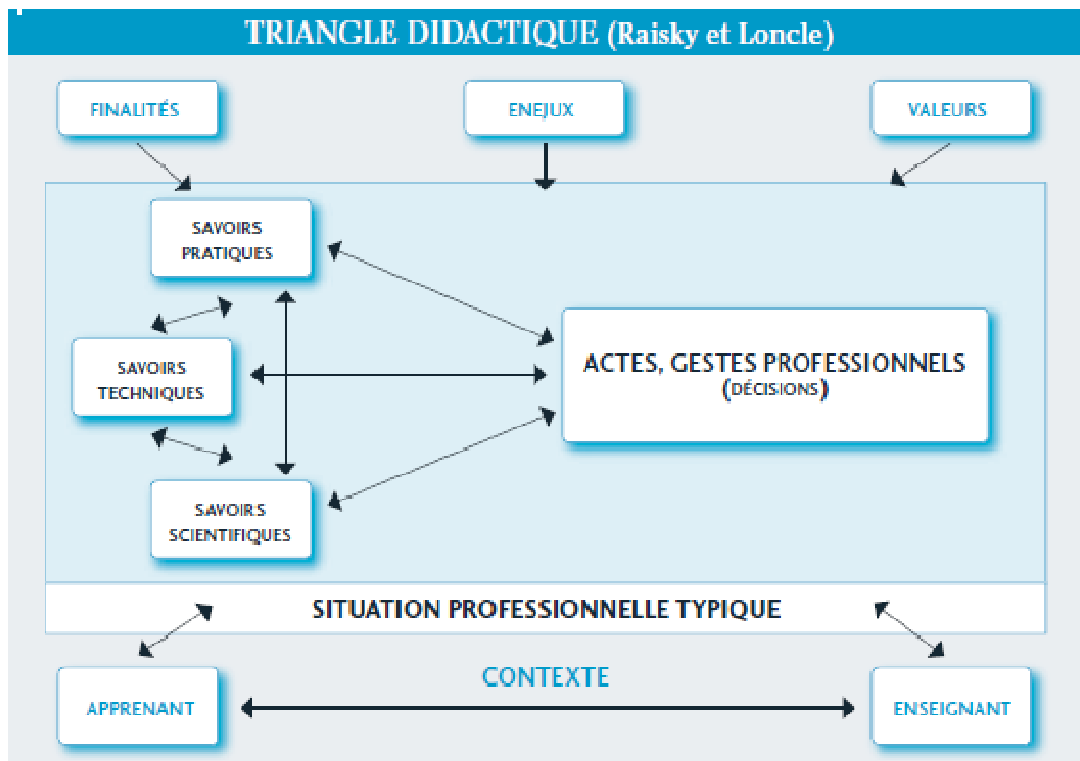 TRIANGLE DIDACTIQUE (Raisky et Loncle)
FINALITÉS
ENEJUX
VALEURS
SAVOIRS
PRATIQUES
SAVOIRS
TECHNIQUES
ACTES, GESTES PROFESSIONNELS
(DÉCISIONS)
SAVOIRS
SCIENTIFIQUES
SITUATION PROFESSIONNELLE TYPIQUE
CONTEXTE
APPRENANT
ENSEIGNANT